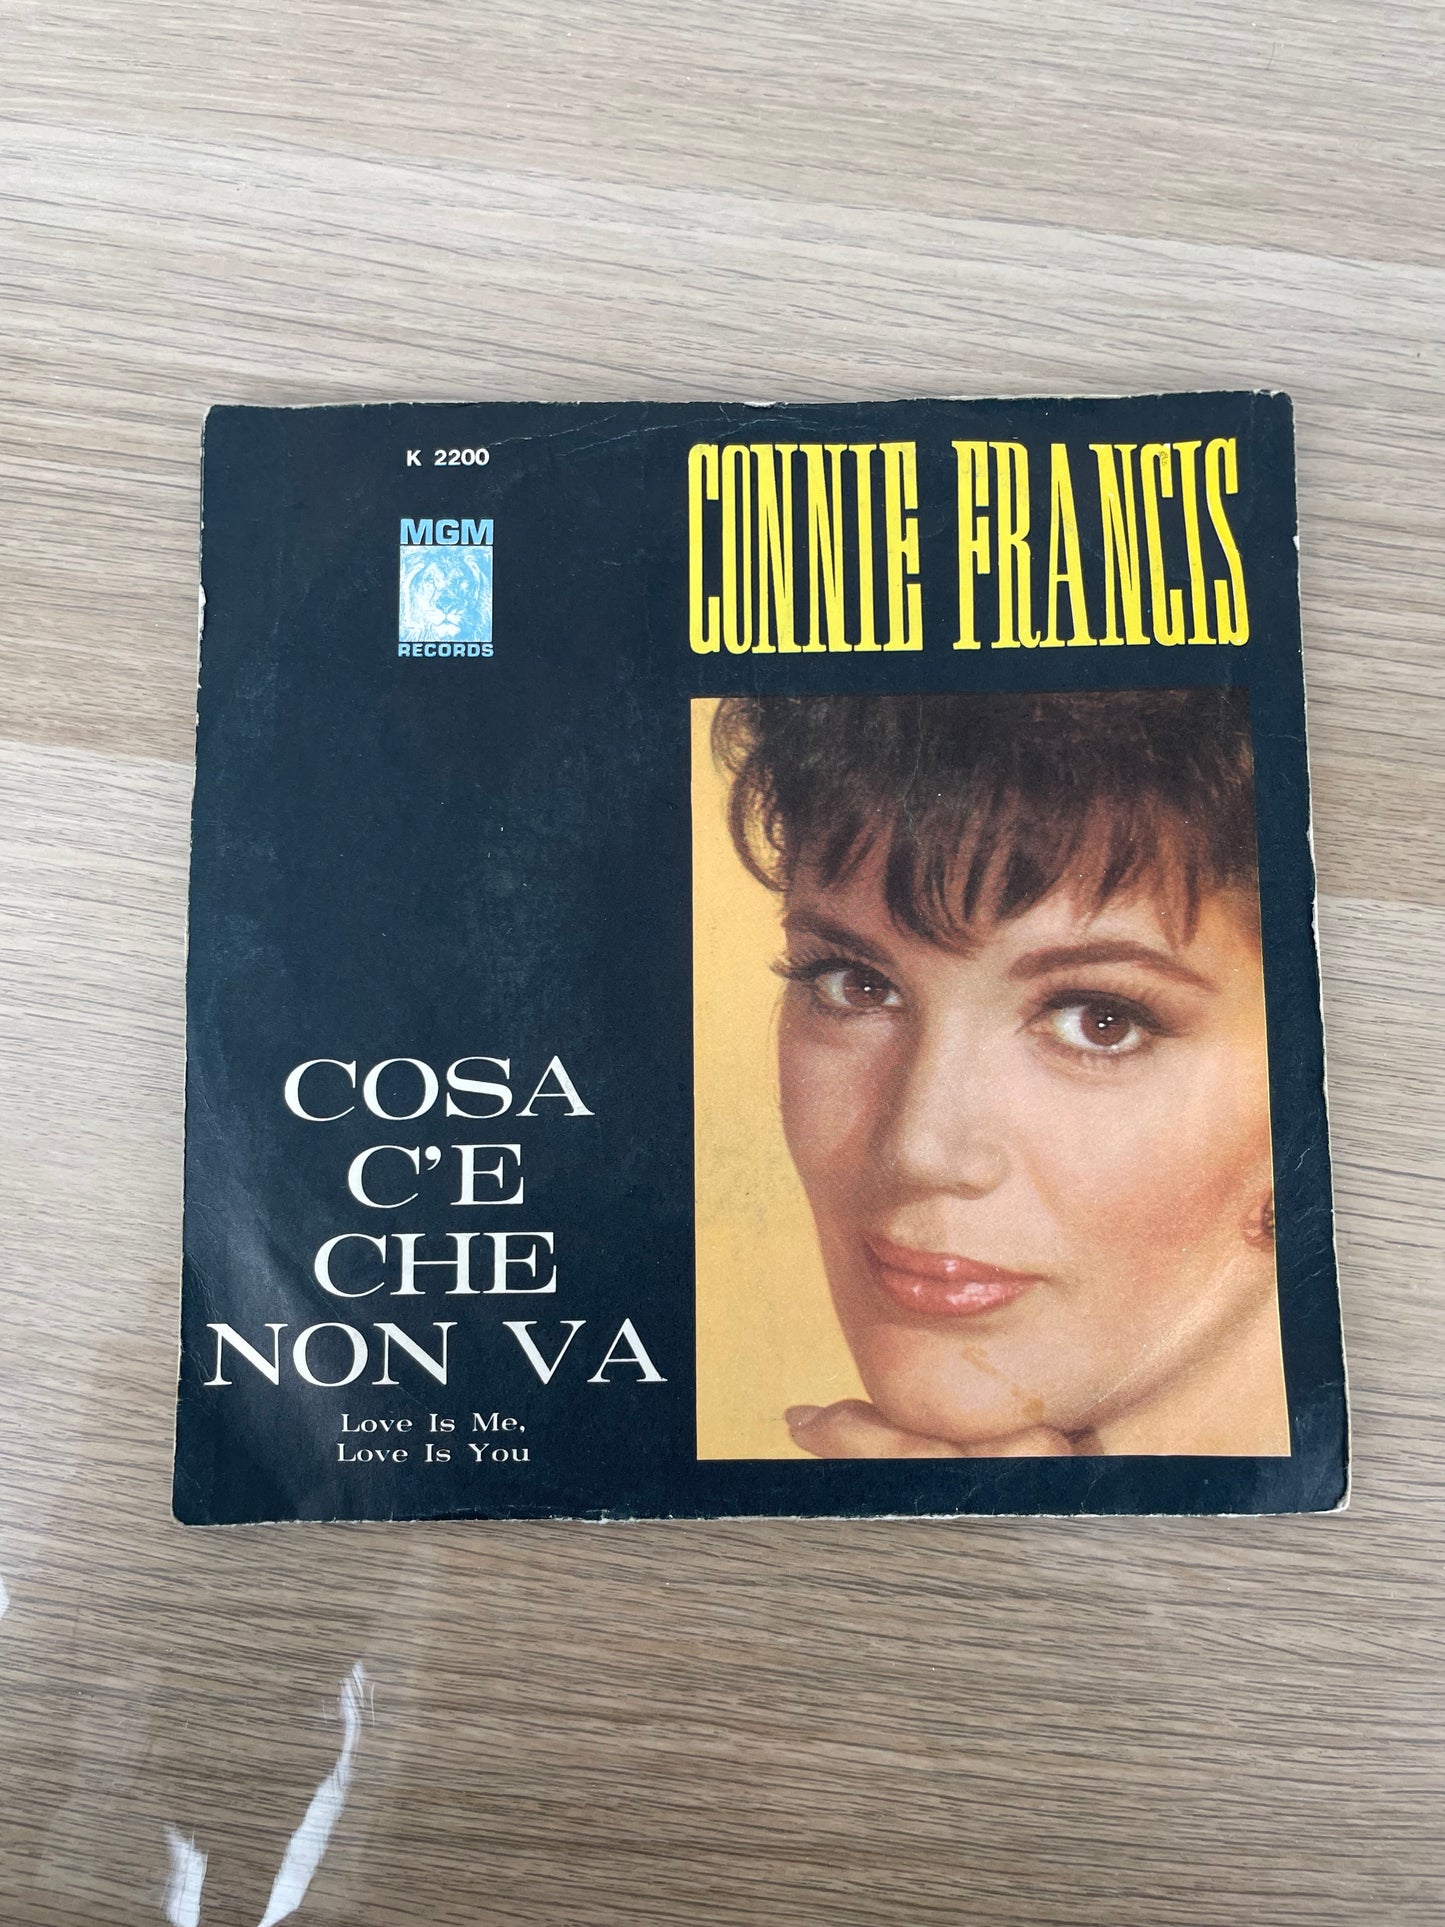 K 2200
MGM
RECORDS
CONNIE FRANCIS
COSA
C'E
CHE
NON VA
Love Is Me,
Love Is You